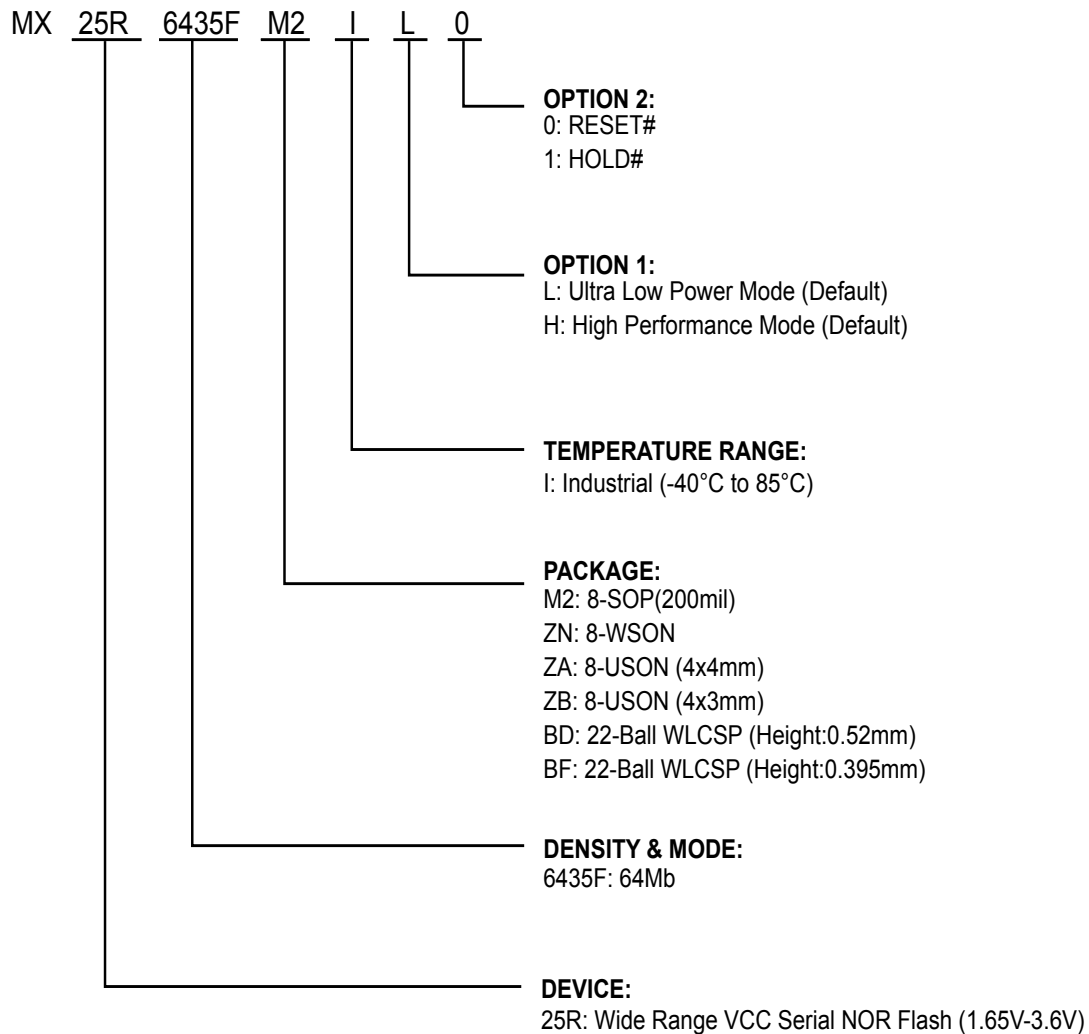 MX 25R 6435F M2 I L 0
OPTION 2:
0: RESET#
1: HOLD#
OPTION 1:
L: Ultra Low Power Mode (Default)
H: High Performance Mode (Default)
TEMPERATURE RANGE:
I: Industrial (-40°C to 85°C)
PACKAGE:
M2: 8-SOP(200mil)
ZN: 8-WSON
ZA: 8-USON (4x4mm)
ZB: 8-USON (4x3mm)
BD: 22-Ball WLCSP (Height:0.52mm)
BF: 22-Ball WLCSP (Height:0.395mm)
DENSITY & MODE:
6435F: 64Mb
DEVICE:
25R: Wide Range VCC Serial NOR Flash (1.65V-3.6V)